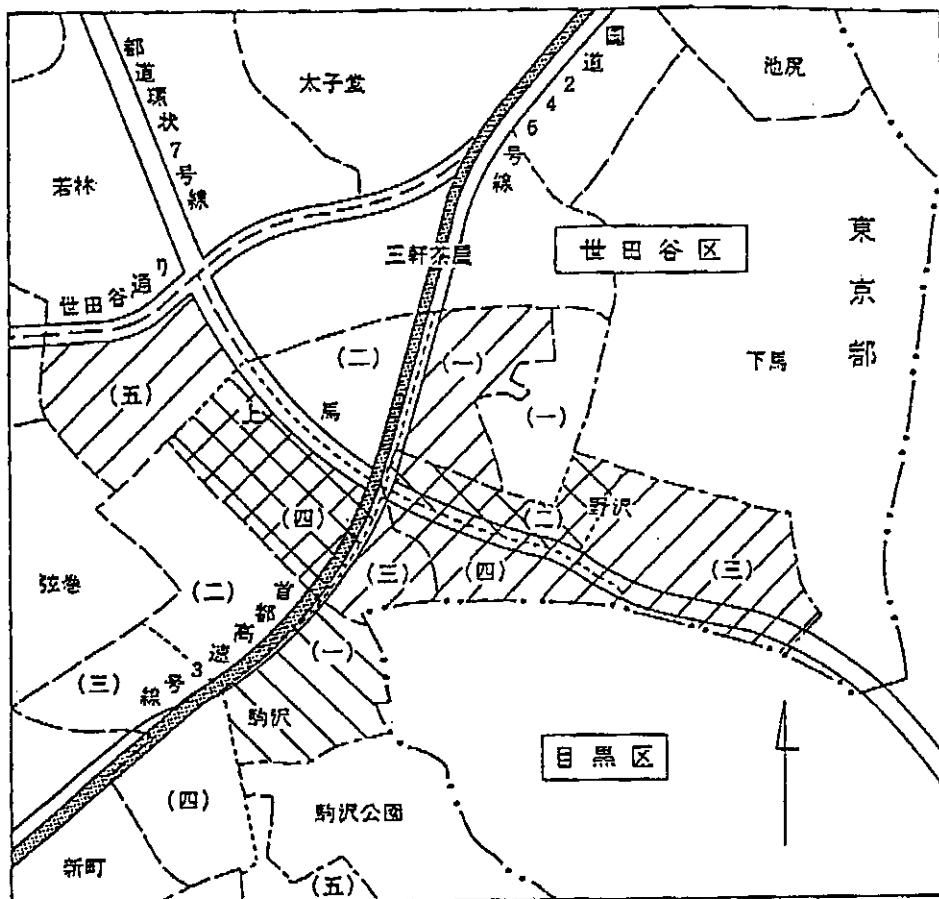 都道環状7号線
太子堂
国道246号線
池尻
若林
東京都
世田谷区
三軒茶屋
世田谷通り
下馬
(二)
(一)
(五)
上馬
(一)
(四)
(二)
野沢
弦巻
(二)
(三)
(四)
(三)
首都高速3号線
(一)
(三)
駒沢
目黒区
(四)
駒沢公園
新町
(五)